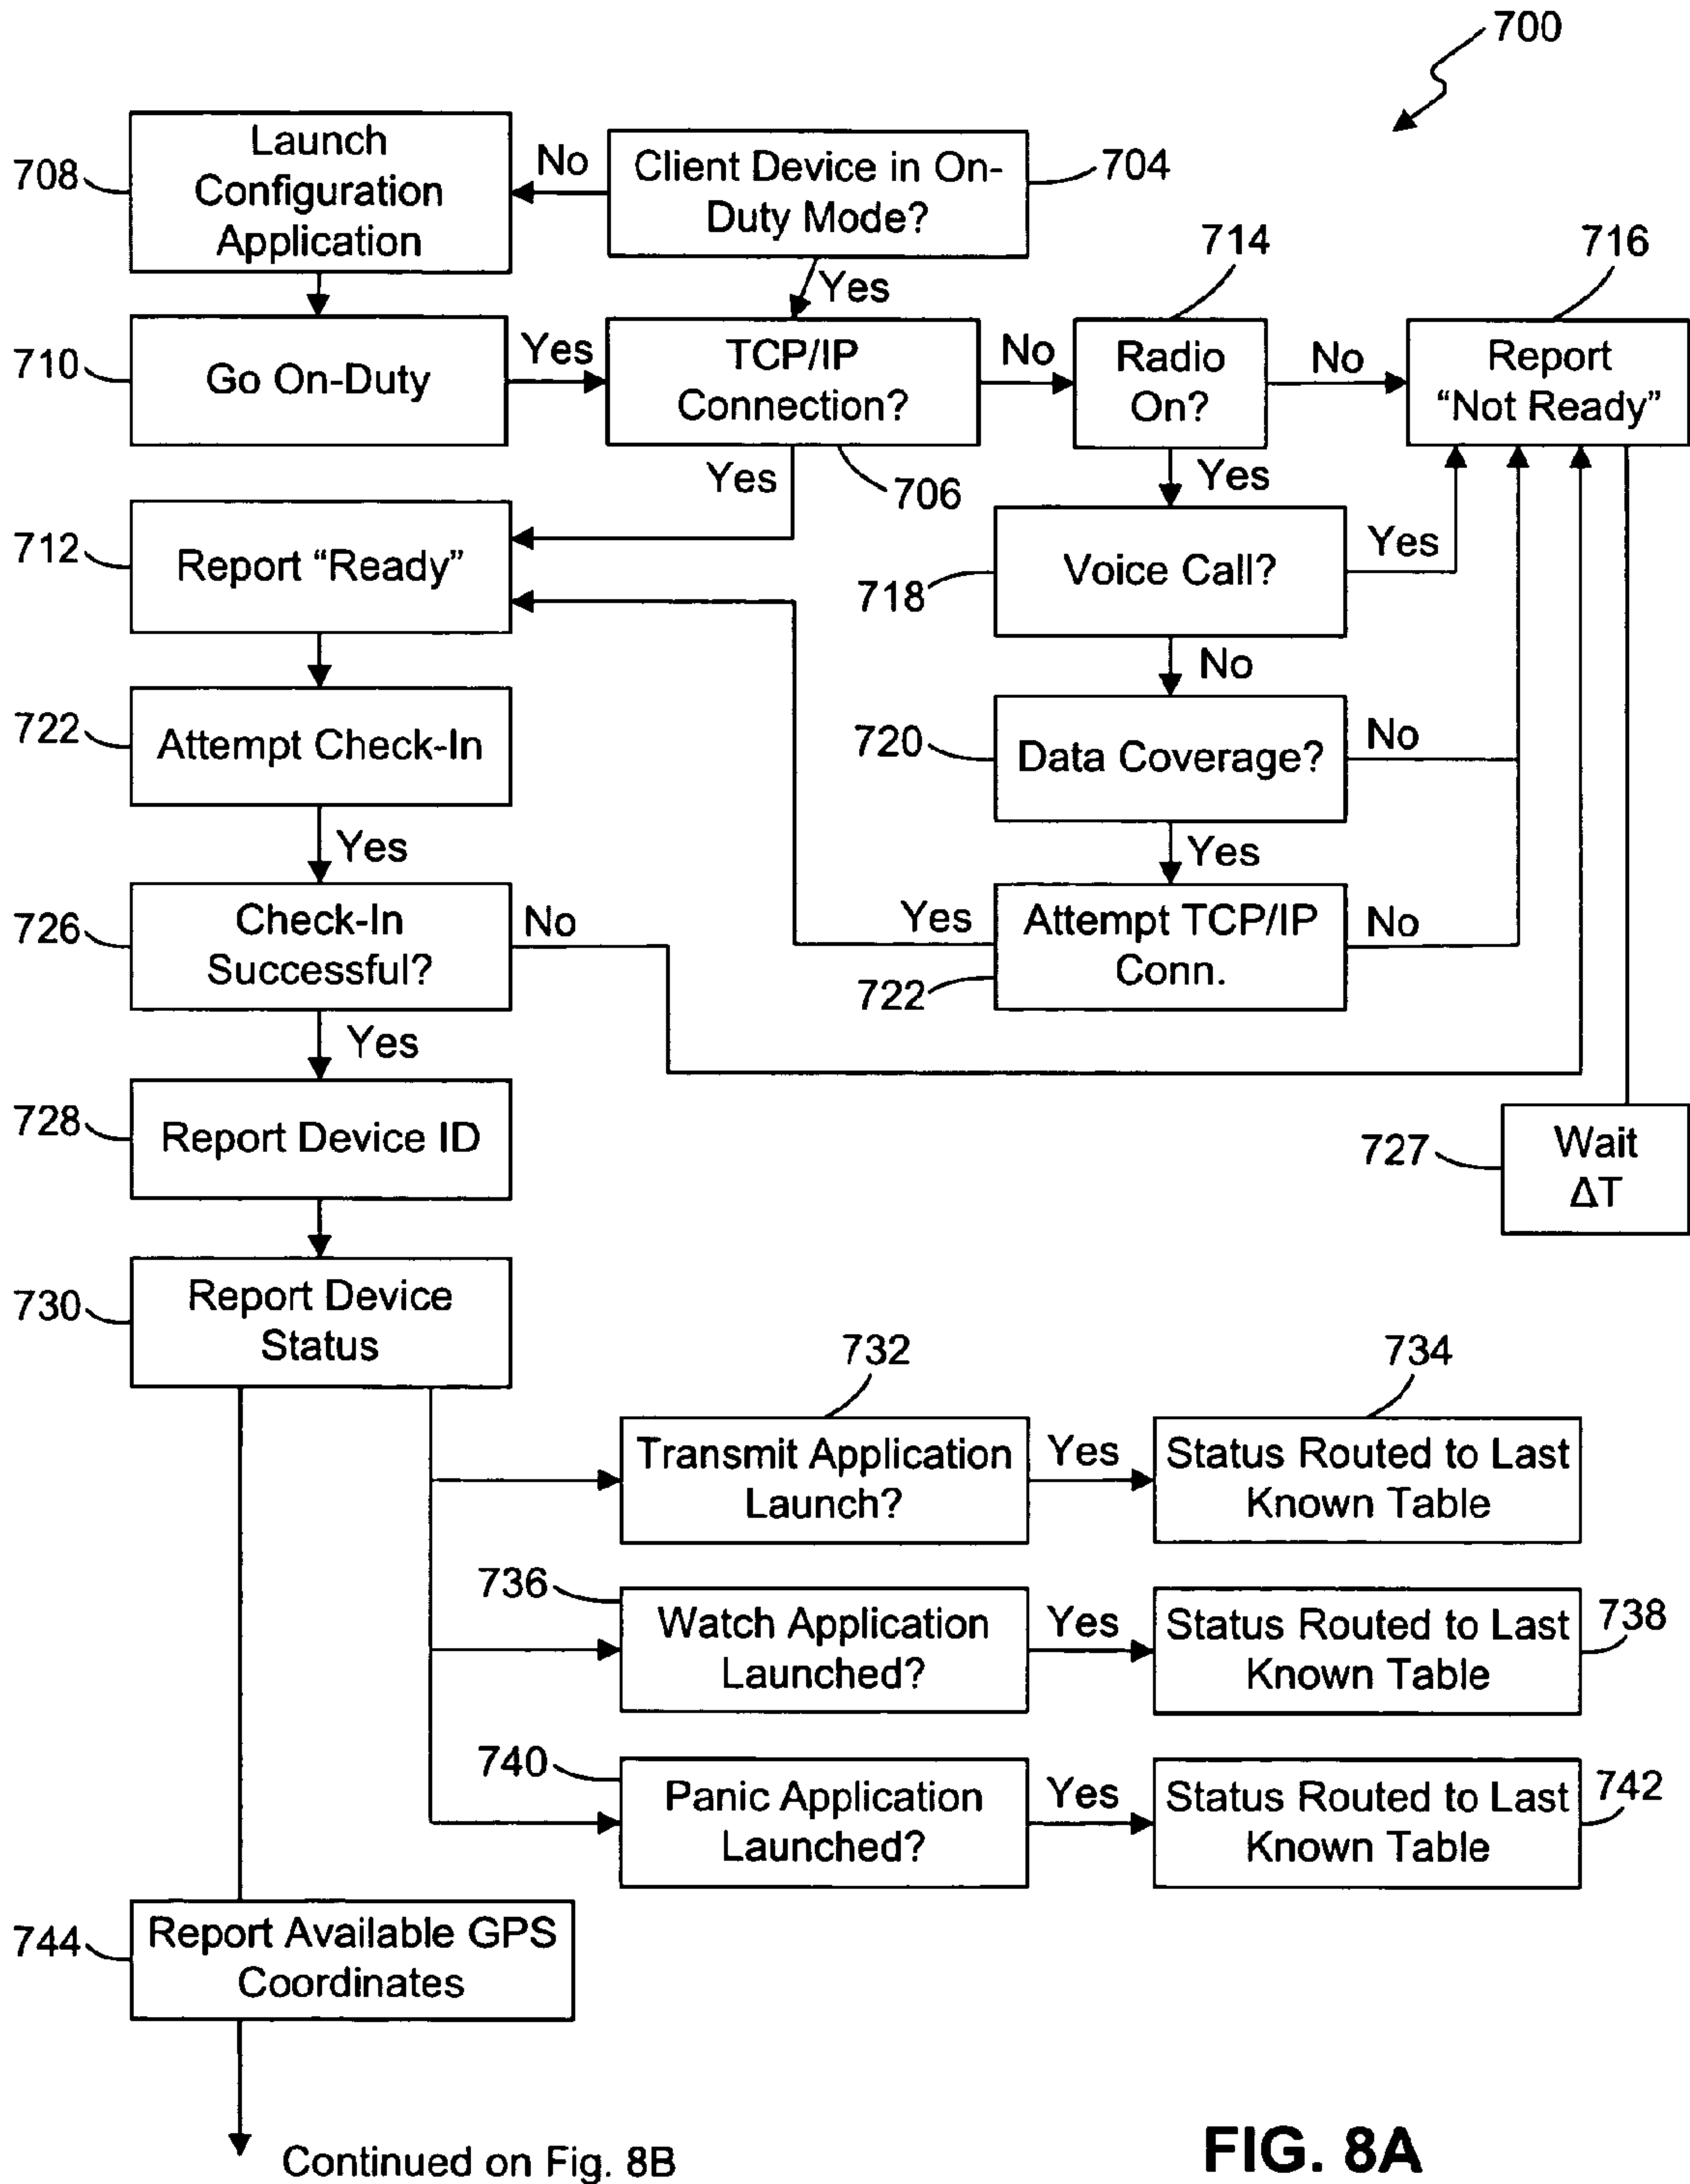 700
Launch
Configuration
Application
708
No
Client Device in On-
Duty Mode?
704
Yes
714
716
710
Go On-Duty
Yes
TCP/IP
Connection?
706
No
Radio
On?
No
Report
“Not Ready”
Yes
Yes
712
Report “Ready”
718
Voice Call?
Yes
No
722
Attempt Check-In
720
Data Coverage?
No
Yes
Yes
726
Check-In
Successful?
No
Yes
Attempt TCP/IP
Conn.
722
No
Yes
728
Report Device ID
727
Wait
ΔT
730
Report Device
Status
732
734
Transmit Application
Launch?
Yes
Status Routed to Last
Known Table
736
Watch Application
Launched?
Yes
Status Routed to Last
Known Table
738
740
Panic Application
Launched?
Yes
Status Routed to Last
Known Table
742
744
Report Available GPS
Coordinates
Continued on Fig. 8B
FIG. 8A